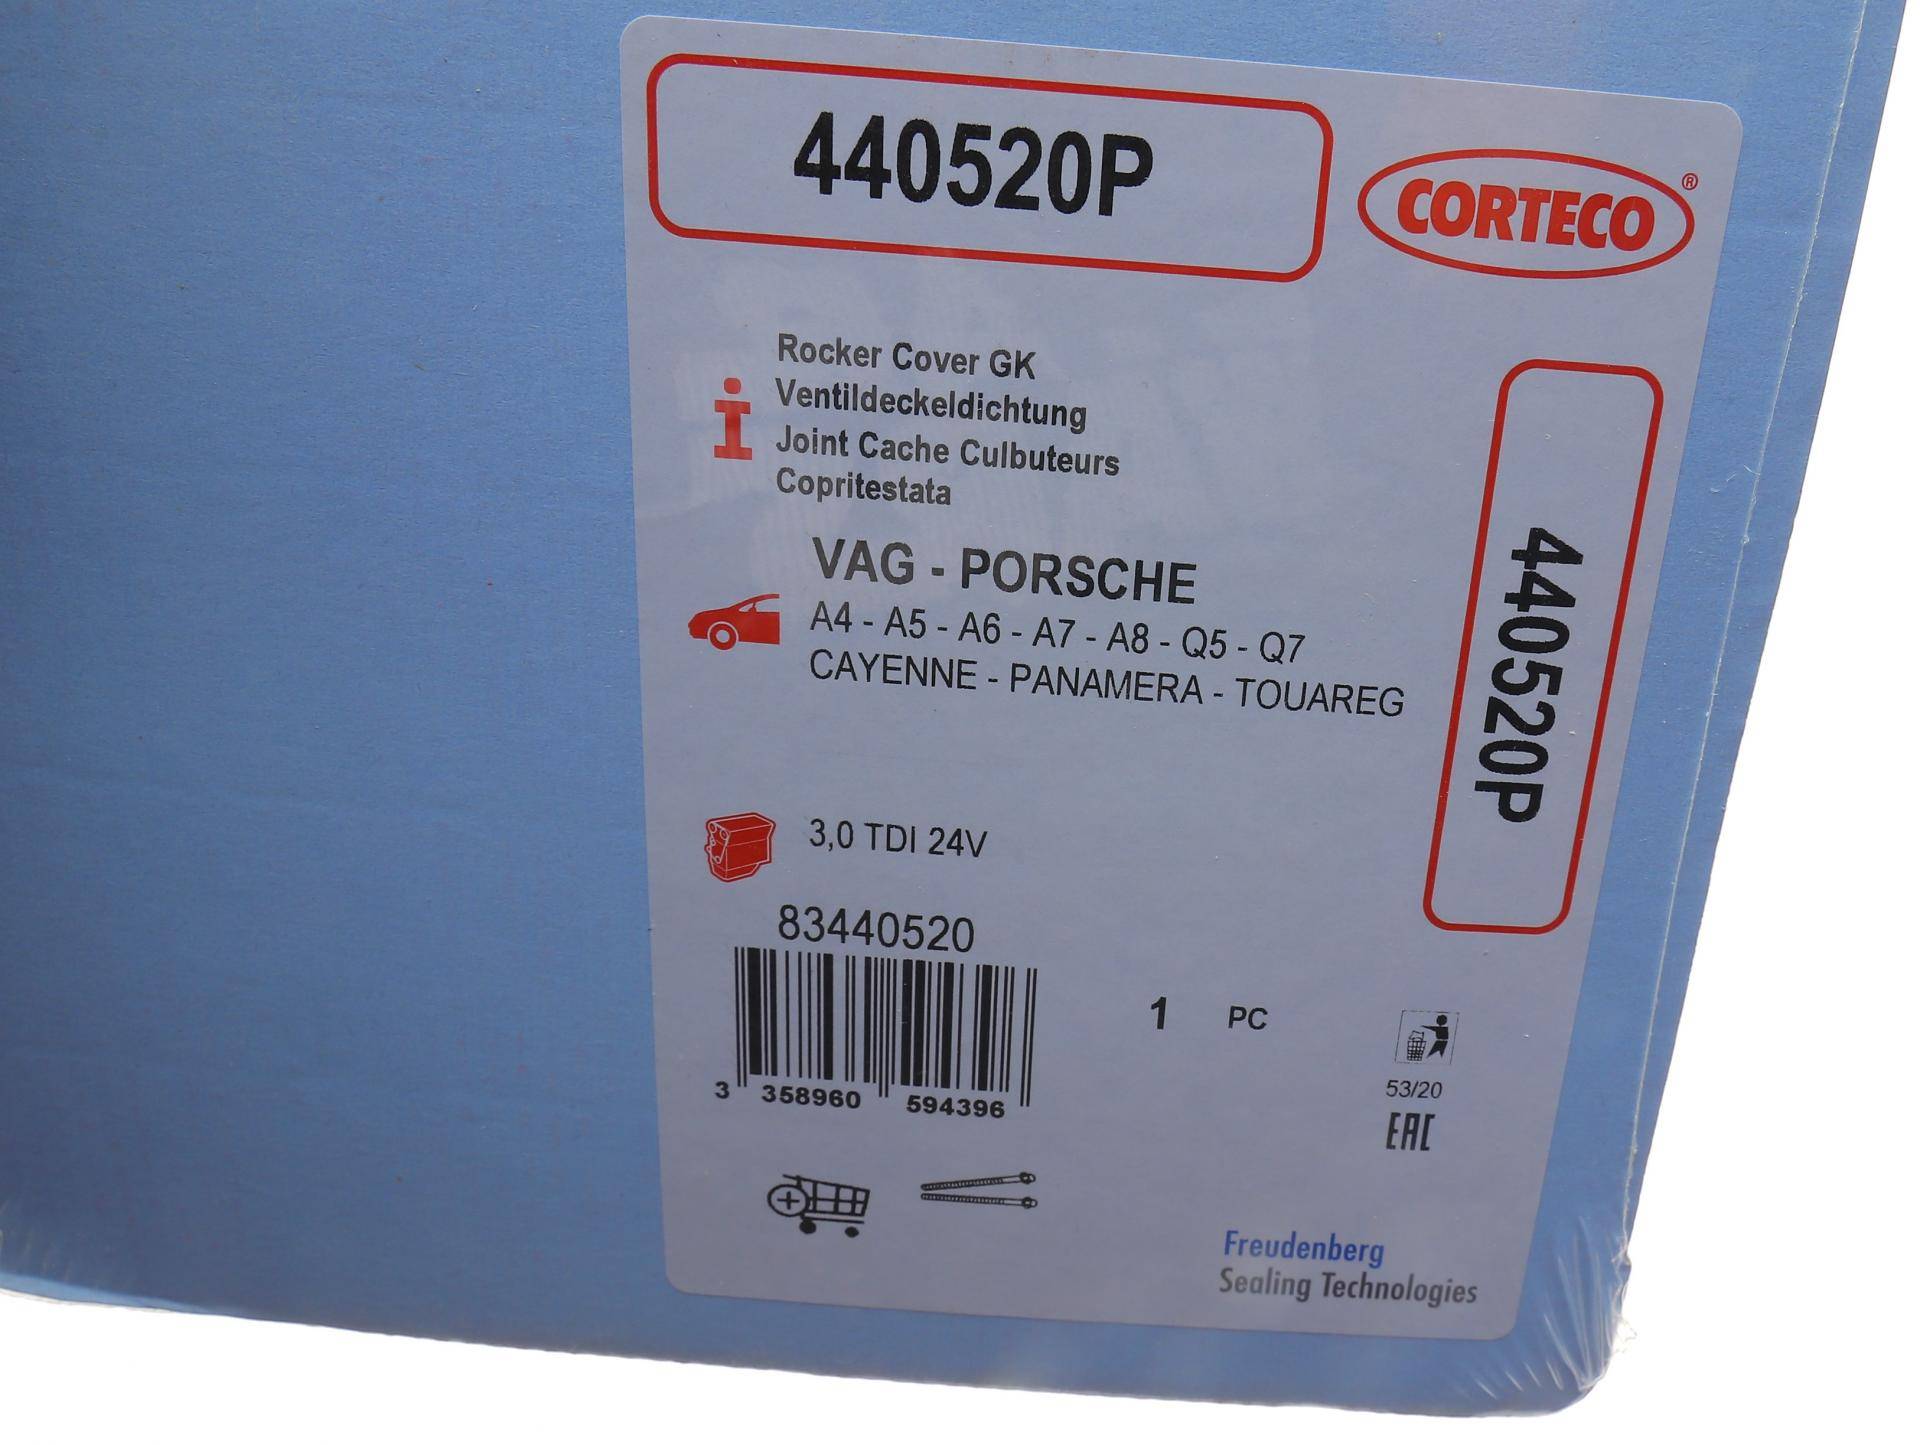 440520P
CORTECO®
Rocker Cover GK
Ventildeckeldichtung
Joint Cache Culbuteurs
Copritestata
VAG - PORSCHE
A4 - A5 - A6 - A7 - A8 - Q5 - Q7
CAYENNE - PANAMERA - TOUAREG
440520P
3,0 TDI 24V
83440520
3 358960 594396
1 PC
53/20
EAC
Freudenberg
Sealing Technologies